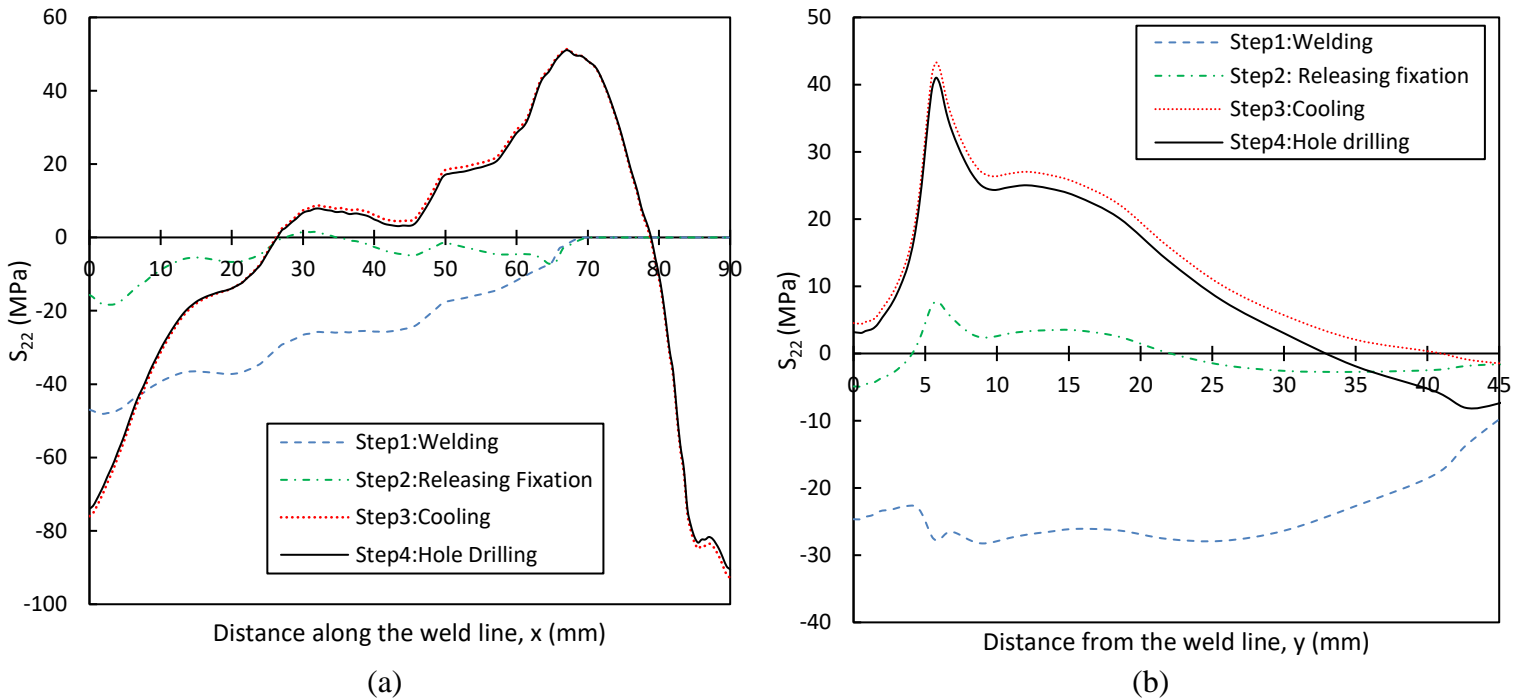 60
40
20
0
-20
-40
-60
-80
-100
0 10 20 30 40 50 60 70 80 90
S22 (MPa)
Distance along the weld line, x (mm)
Step1:Welding
Step2:Releasing Fixation
Step3:Cooling
Step4:Hole Drilling
(a)
50
40
30
20
10
0
-10
-20
-30
-40
0 5 10 15 20 25 30 35 40 45
S22 (MPa)
Distance from the weld line, y (mm)
Step1:Welding
Step2: Releasing fixation
Step3:Cooling
Step4:Hole drilling
(b)